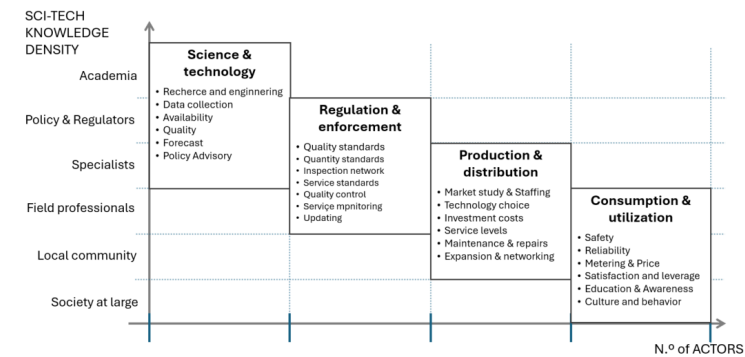 SCI-TECH
KNOWLEDGE
DENSITY
Academia
Policy & Regulators
Specialists
Field professionals
Local community
Society at large
Science &
technology
• Recherce and enginnering
• Data collection
• Availability
• Quality
• Forecast
• Policy Advisory
Regulation &
enforcement
• Quality standards
• Quantity standards
• Inspection network
• Service standards
• Quality control
• Service mpnitoring
• Updating
Production &
distribution
• Market study & Staffing
• Technology choice
• Investment costs
• Service levels
• Maintenance & repairs
• Expansion & networking
Consumption &
utilization
• Safety
• Reliability
• Metering & Price
• Satisfaction and leverage
• Education & Awareness
• Culture and behavior
N.º of ACTORS